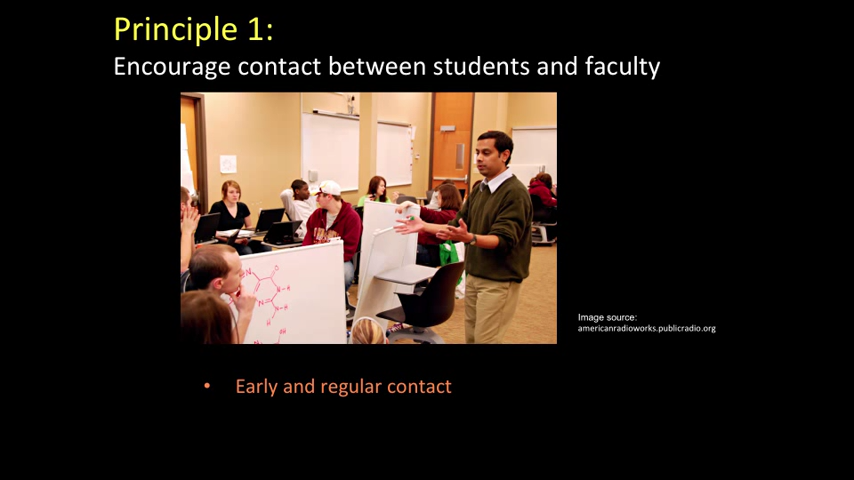 Principle 1:
Encourage contact between students and faculty
N
O
N-H
N
N-H
H
Image source:
americanradioworks.publicradio.org
• Early and regular contact